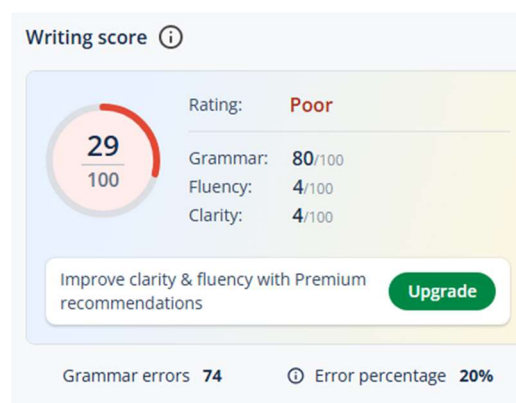 Writing score
29
100
Rating: Poor
Grammar: 80/100
Fluency: 4/100
Clarity: 4/100
Improve clarity & fluency with Premium
recommendations
Upgrade
Grammar errors 74
Error percentage 20%